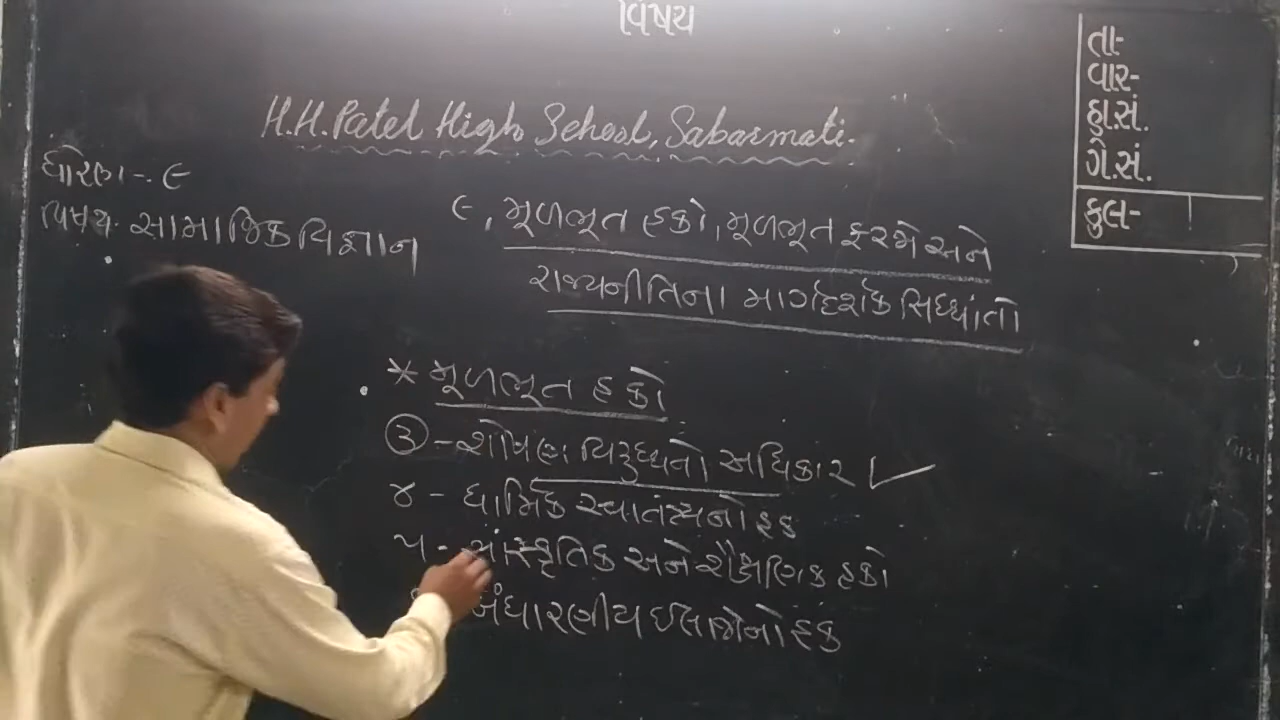 વિષય
તા-
વાર-
હા.સં.
ગે.સં.
કુલ-
H.H.Patel High School, Sabarmati.
ધોરણ-. ૯
વિષય- સામાજિક વિજ્ઞાન
૯, મૂળભૂત હકો, મૂળભૂત ફરજો અને
રાજ્યનીતિના માર્ગદર્શક સિધ્ધાંતો
* મૂળભૂત હકો
૩ - શોષણ વિરુધ્ધનો અધિકાર ✓
૪ - ધાર્મિક સ્વાતંત્ર્યનો હક
૫ - સાંસ્કૃતિક અને શૈક્ષણિક હકો
બંધારણીય ઈલાજોનો હક